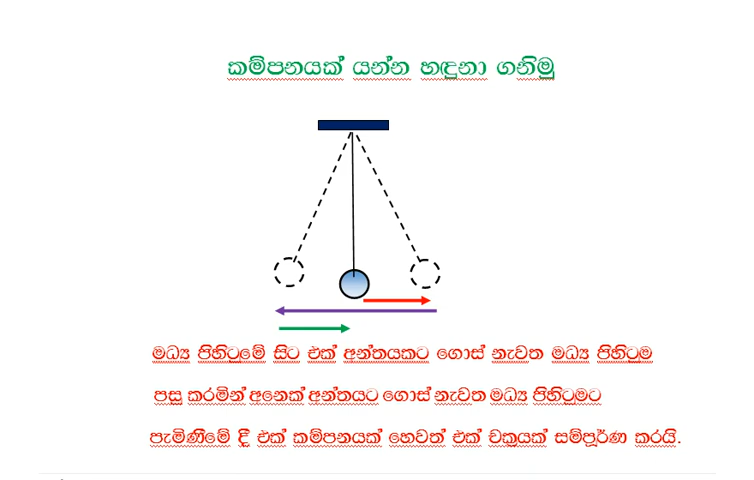 කම්පනයක් යන්න හඳුනා ගනිමු
මධ්‍ය පිහිටුමේ සිට එක් අන්තයකට ගොස් නැවත මධ්‍ය පිහිටුම
පසු කරමින් අනෙක් අන්තයට ගොස් නැවත මධ්‍ය පිහිටුමට
පැමිණීමේ දී එක් කම්පනයක් හෙවත් එක් චක්‍රයක් සම්පූර්ණ කරයි.